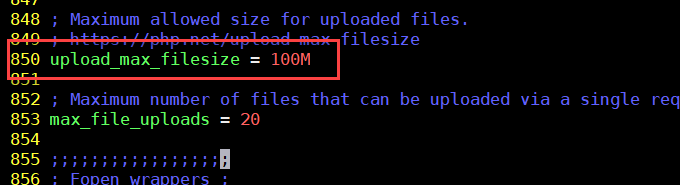 847
848 ; Maximum allowed size for uploaded files.
849 ; https://php.net/upload-max-filesize
850 upload_max_filesize = 100M
851
852 ; Maximum number of files that can be uploaded via a single req
853 max_file_uploads = 20
854
855 ;;;;;;;;;;;;;;;;;;
856 ; Fopen wrappers ;